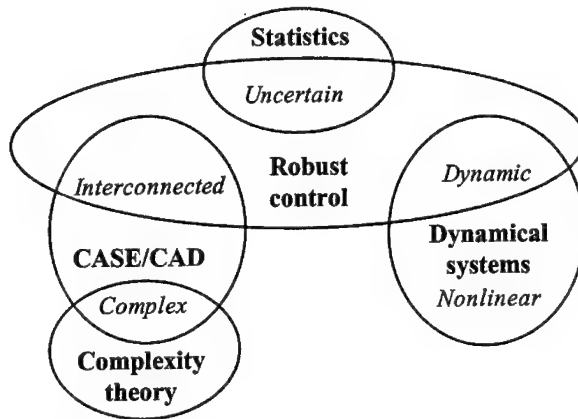 Statistics
Uncertain
Interconnected
Robust
control
Dynamic
CASE/CAD
Dynamical
systems
Complex
Nonlinear
Complexity
theory